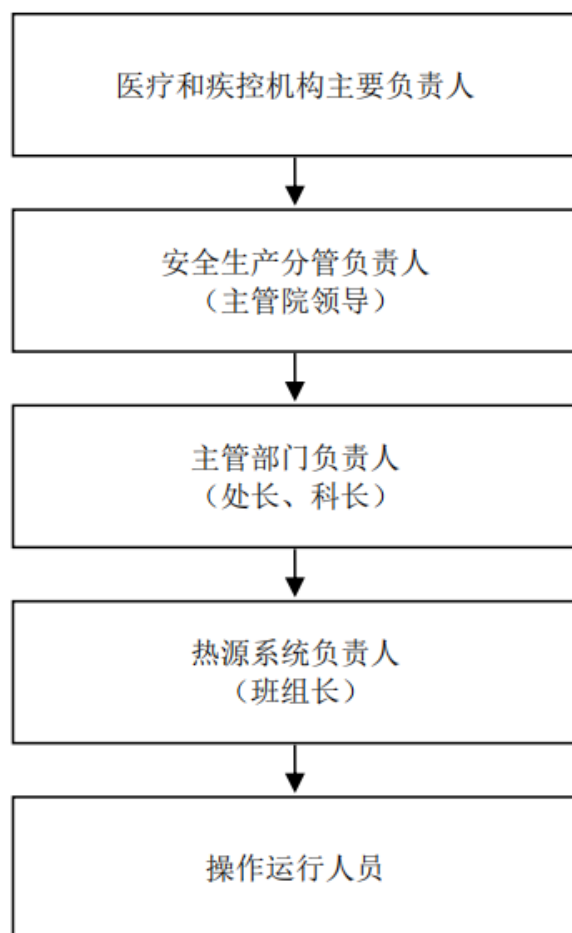 医疗和疾控机构主要负责人
安全生产分管负责人
（主管院领导）
主管部门负责人
（处长、科长）
热源系统负责人
（班组长）
操作运行人员